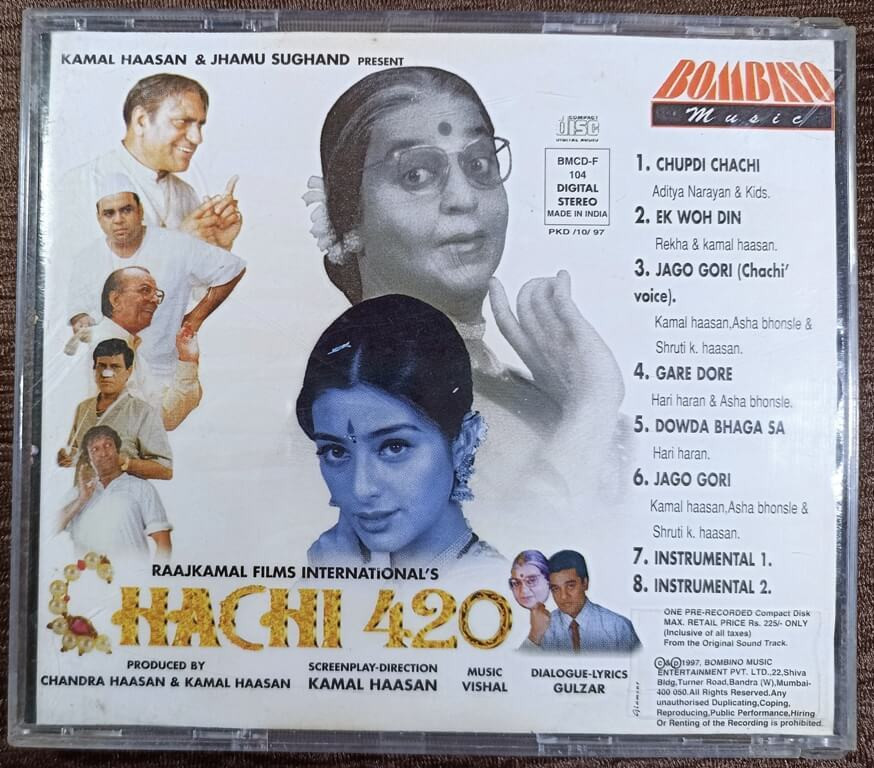 KAMAL HAASAN & JHAMU SUGHAND PRESENT
BOMBINO
Music
COMPACT
disc
DIGITAL AUDIO
BMCD-F
104
DIGITAL
STEREO
MADE IN INDIA
PKD /10/ 97
1. CHUPDI CHACHI
Aditya Narayan & Kids.
2. EK WOH DIN
Rekha & kamal haasan.
3. JAGO GORI (Chachi'
voice).
Kamal haasan,Asha bhonsle &
Shruti k. haasan.
4. GARE DORE
Hari haran & Asha bhonsle.
5. DOWDA BHAGA SA
Hari haran.
6. JAGO GORI
Kamal haasan,Asha bhonsle &
Shruti k. haasan.
7. INSTRUMENTAL 1.
8. INSTRUMENTAL 2.
RAAJKAMAL FILMS INTERNATIONAL'S
CHACHI 420
PRODUCED BY
CHANDRA HAASAN & KAMAL HAASAN
SCREENPLAY-DIRECTION
KAMAL HAASAN
MUSIC
VISHAL
DIALOGUE-LYRICS
GULZAR
ONE PRE-RECORDED Compact Disk
MAX. RETAIL PRICE Rs. 225/- ONLY
(Inclusive of all taxes)
From the Original Sound Track.
©&℗1997, BOMBINO MUSIC
ENTERTAINMENT PVT. LTD.,22,Shiva
Bldg,Turner Road,Bandra (W),Mumbai-
400 050.All Rights Reserved.Any
unauthorised Duplicating,Coping,
Reproducing,Public Performance,Hiring
Or Renting of the Recording is prohibited.
Glamour